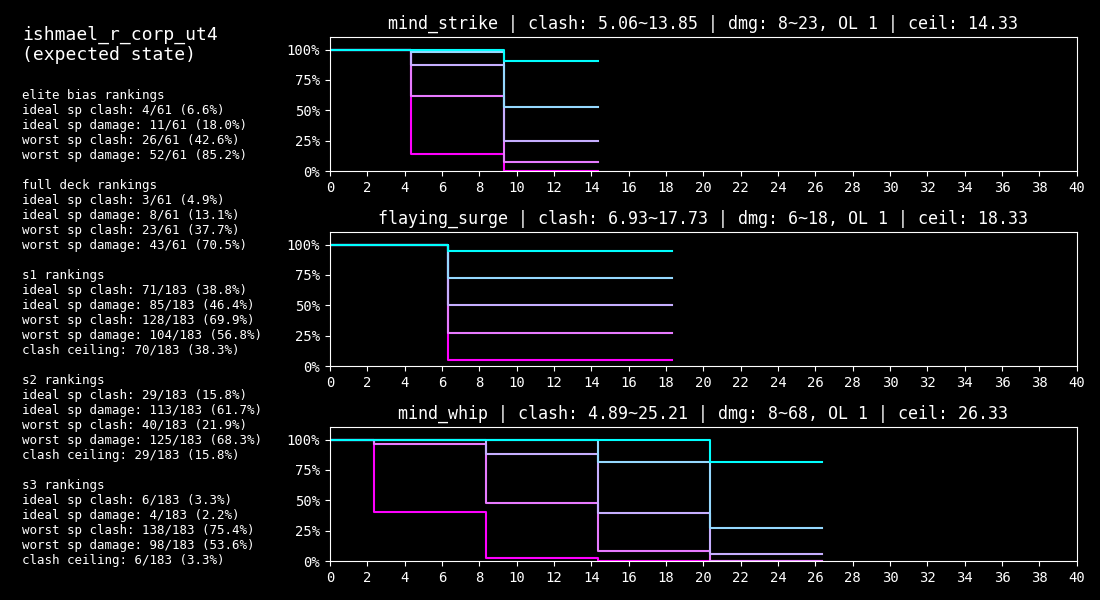 ishmael_r_corp_ut4
(expected state)
elite bias rankings
ideal sp clash: 4/61 (6.6%)
ideal sp damage: 11/61 (18.0%)
worst sp clash: 26/61 (42.6%)
worst sp damage: 52/61 (85.2%)
full deck rankings
ideal sp clash: 3/61 (4.9%)
ideal sp damage: 8/61 (13.1%)
worst sp clash: 23/61 (37.7%)
worst sp damage: 43/61 (70.5%)
s1 rankings
ideal sp clash: 71/183 (38.8%)
ideal sp damage: 85/183 (46.4%)
worst sp clash: 128/183 (69.9%)
worst sp damage: 104/183 (56.8%)
clash ceiling: 70/183 (38.3%)
s2 rankings
ideal sp clash: 29/183 (15.8%)
ideal sp damage: 113/183 (61.7%)
worst sp clash: 40/183 (21.9%)
worst sp damage: 125/183 (68.3%)
clash ceiling: 29/183 (15.8%)
s3 rankings
ideal sp clash: 6/183 (3.3%)
ideal sp damage: 4/183 (2.2%)
worst sp clash: 138/183 (75.4%)
worst sp damage: 98/183 (53.6%)
clash ceiling: 6/183 (3.3%)
mind_strike | clash: 5.06~13.85 | dmg: 8~23, OL 1 | ceil: 14.33
100%
75%
50%
25%
0%
0 2 4 6 8 10 12 14 16 18 20 22 24 26 28 30 32 34 36 38 40
flaying_surge | clash: 6.93~17.73 | dmg: 6~18, OL 1 | ceil: 18.33
100%
75%
50%
25%
0%
0 2 4 6 8 10 12 14 16 18 20 22 24 26 28 30 32 34 36 38 40
mind_whip | clash: 4.89~25.21 | dmg: 8~68, OL 1 | ceil: 26.33
100%
75%
50%
25%
0%
0 2 4 6 8 10 12 14 16 18 20 22 24 26 28 30 32 34 36 38 40